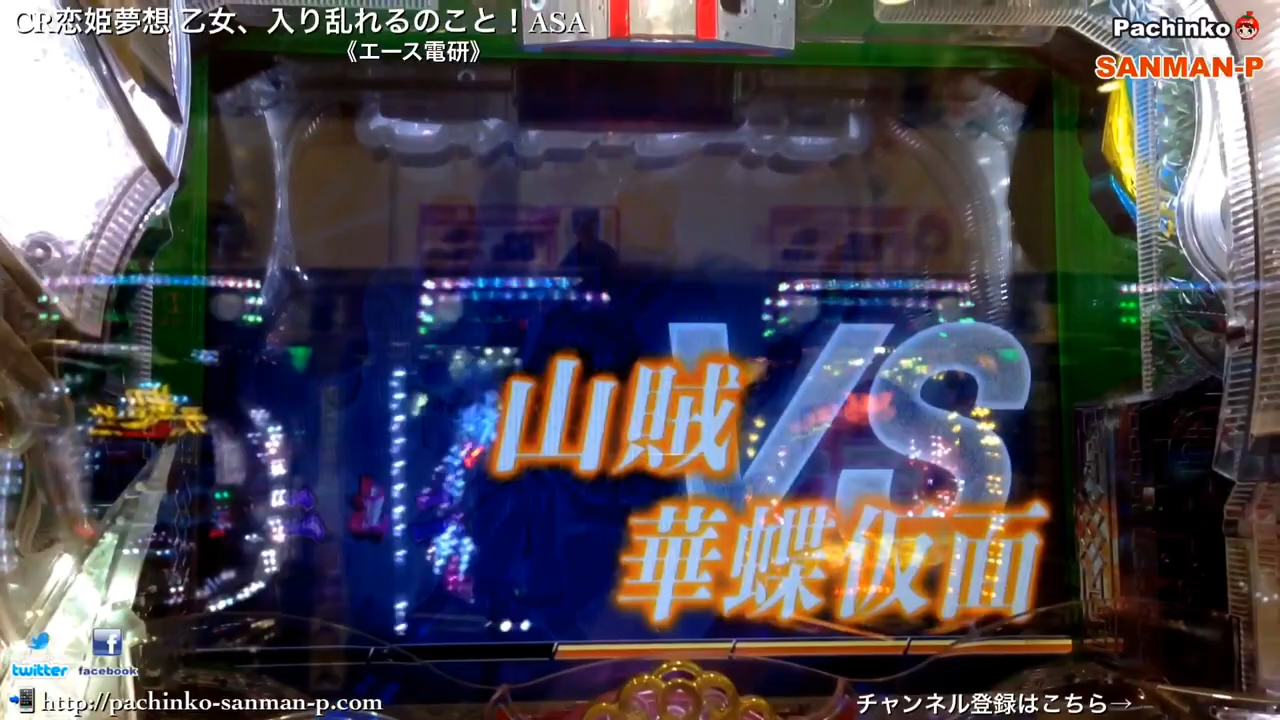 CR恋姫夢想 乙女、入り乱れるのこと！ASA
《エース電研》
Pachinko
SANMAN-P
VS
山賊
華蝶仮面
twitter
facebook
http://pachinko-sanman-p.com
チャンネル登録はこちら→